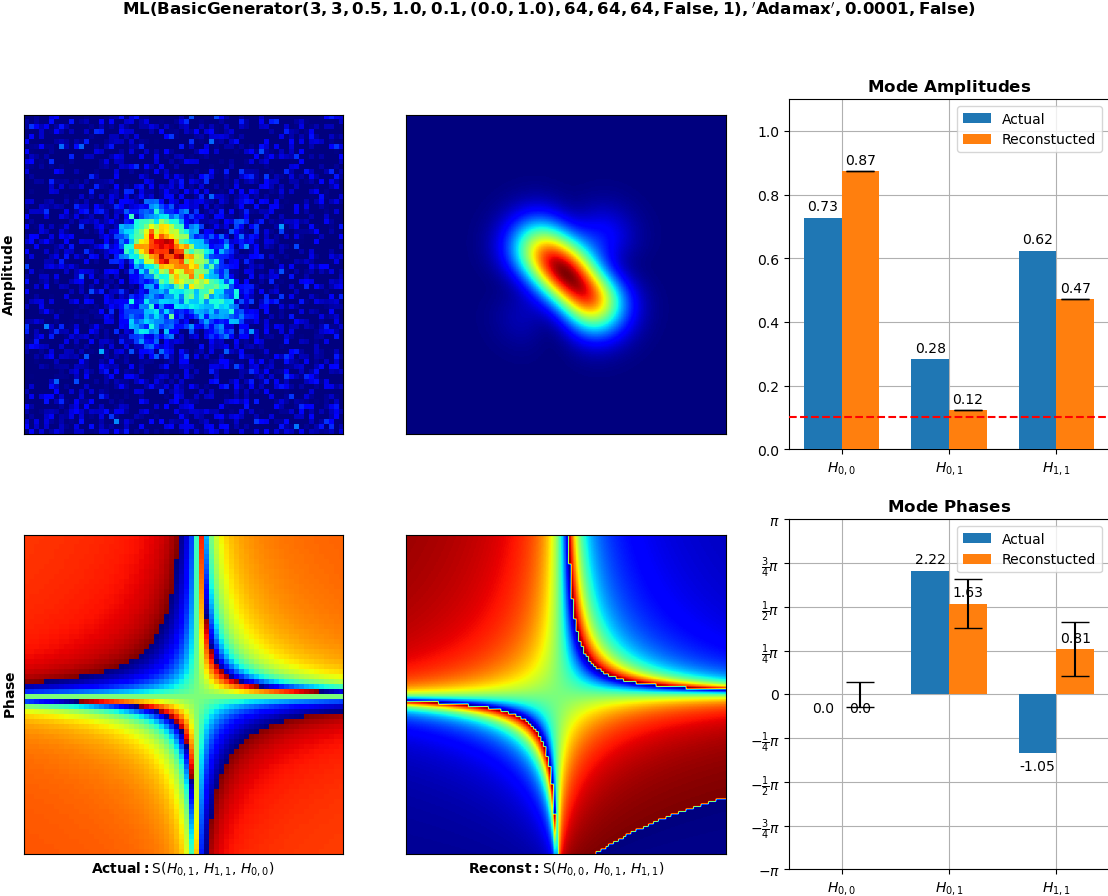 ML(BasicGenerator(3, 3, 0.5, 1.0, 0.1, (0.0, 1.0), 64, 64, 64, False, 1), ′Adamax′, 0.0001, False)
Amplitude
Mode Amplitudes
Actual
Reconstucted
1.0
0.8
0.6
0.4
0.2
0.0
0.73
0.87
0.28
0.12
0.62
0.47
H₀,₀
H₀,₁
H₁,₁
Phase
Actual: S(H₀,₁, H₁,₁, H₀,₀)
Reconst: S(H₀,₀, H₀,₁, H₁,₁)
Mode Phases
Actual
Reconstucted
π
3/4π
1/2π
1/4π
0
−1/4π
−1/2π
−3/4π
−π
0.0
0.0
2.22
1.63
-1.05
0.81
H₀,₀
H₀,₁
H₁,₁